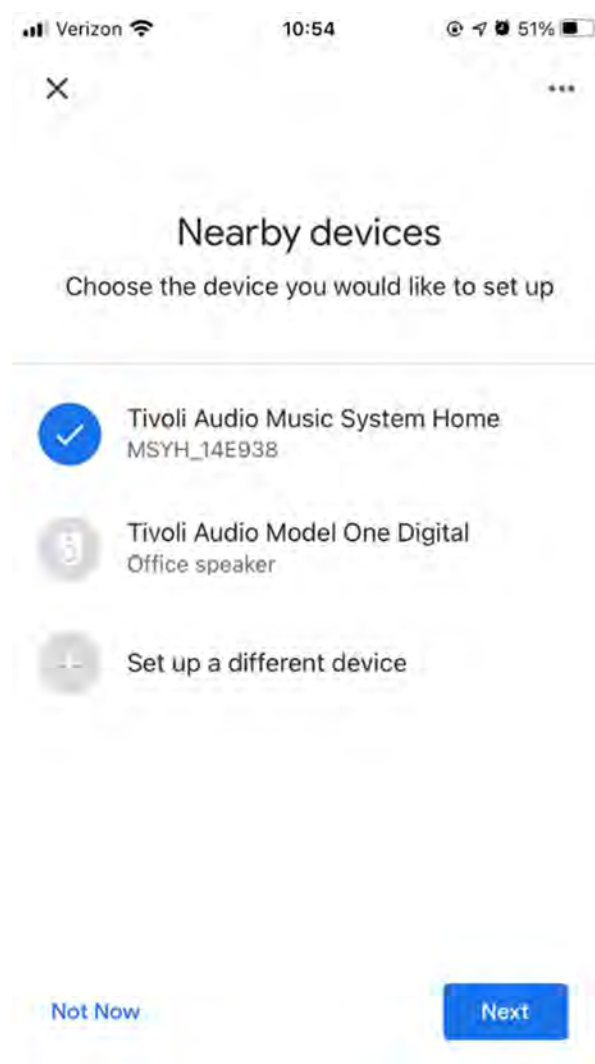 Verizon 10:54 51%
Nearby devices
Choose the device you would like to set up
Tivoli Audio Music System Home
MSYH_14E938
Tivoli Audio Model One Digital
Office speaker
Set up a different device
Not Now Next